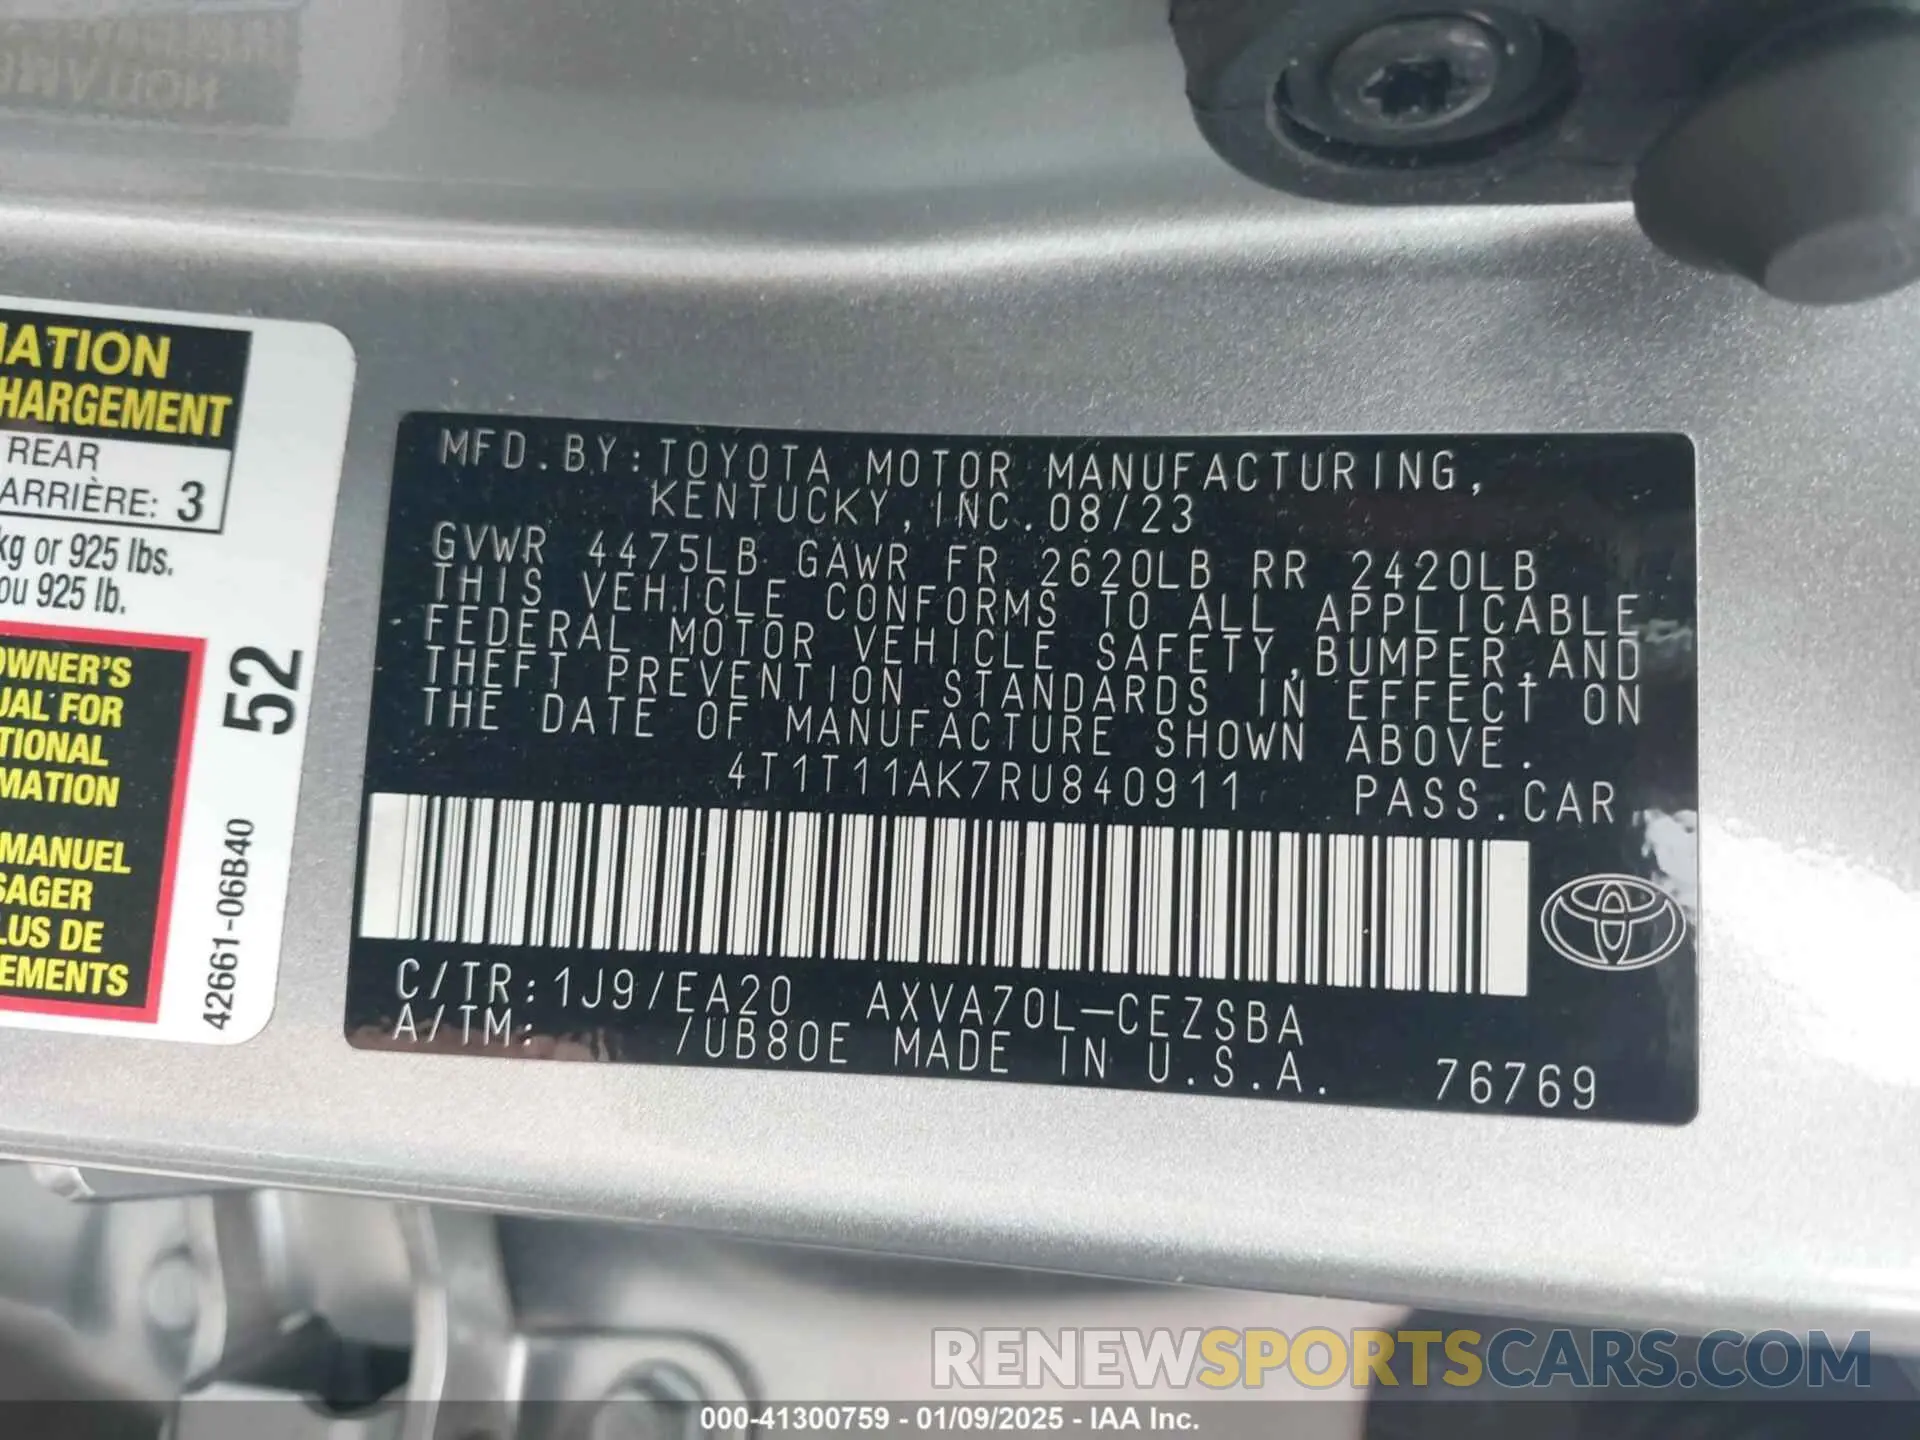 MATION
HARGEMENT
REAR
ARRIÈRE: 3
kg or 925 lbs.
ou 925 lb.
OWNER'S
UAL FOR
TIONAL
MATION
MANUEL
SAGER
LUS DE
EMENTS
52
42661-06B40
MFD.BY:TOYOTA MOTOR MANUFACTURING,
KENTUCKY,INC.08/23
GVWR 4475LB GAWR FR 2620LB RR 2420LB
THIS VEHICLE CONFORMS TO ALL APPLICABLE
FEDERAL MOTOR VEHICLE SAFETY,BUMPER,AND
THEFT PREVENTION STANDARDS IN EFFECT ON
THE DATE OF MANUFACTURE SHOWN ABOVE.
4T1T11AK7RU840911 PASS.CAR
C/TR:1J9/EA20 AXVA70L-CEZSBA
A/TM: /UB80E MADE IN U.S.A. 76769
RENEWSPORTSCARS.COM
000-41300759 - 01/09/2025 - IAA Inc.